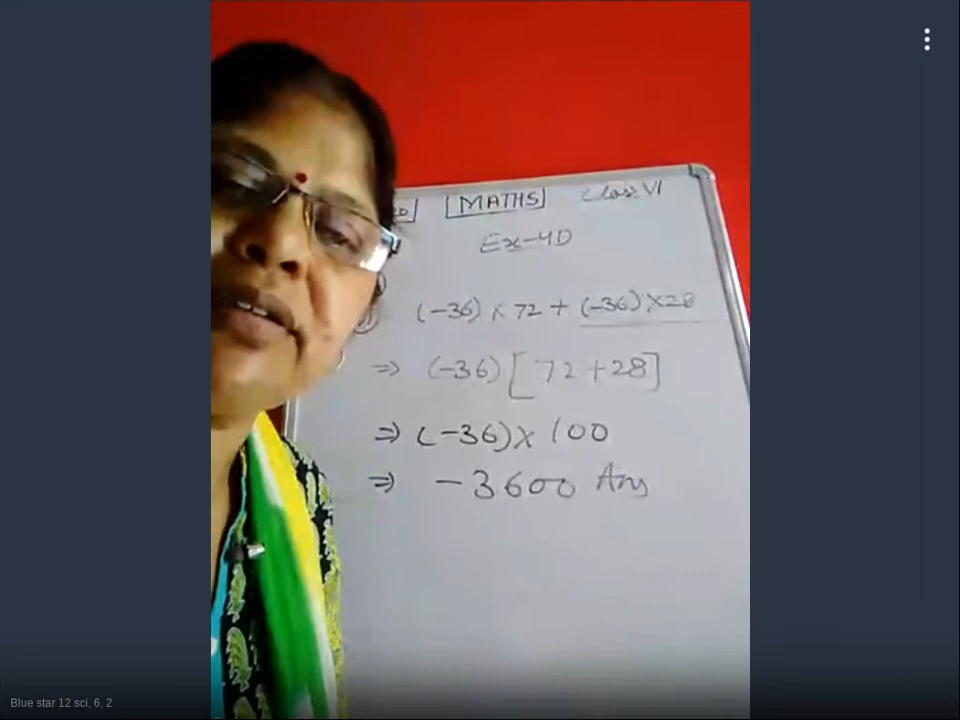 MATHS Class VI
Ex-4D
(-36) × 72 + (-36) × 28
⇒ (-36) [72+28]
⇒ (-36) × 100
⇒ -3600 Ans
Blue star 12 sci, 6, 2